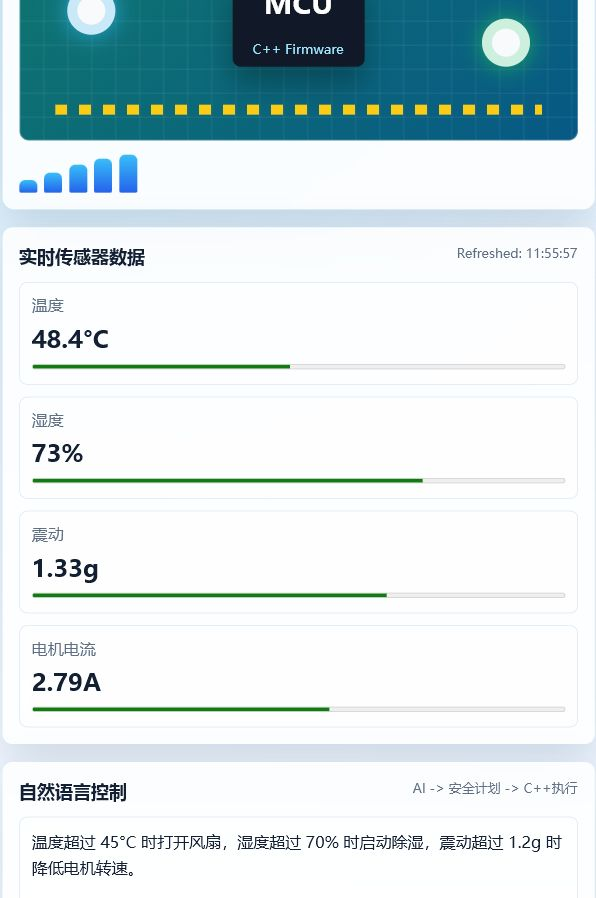 MCU
C++ Firmware
实时传感器数据
Refreshed: 11:55:57
温度
48.4°C
湿度
73%
震动
1.33g
电机电流
2.79A
自然语言控制
AI -> 安全计划 -> C++执行
温度超过 45°C 时打开风扇，湿度超过 70% 时启动除湿，震动超过 1.2g 时
降低电机转速。